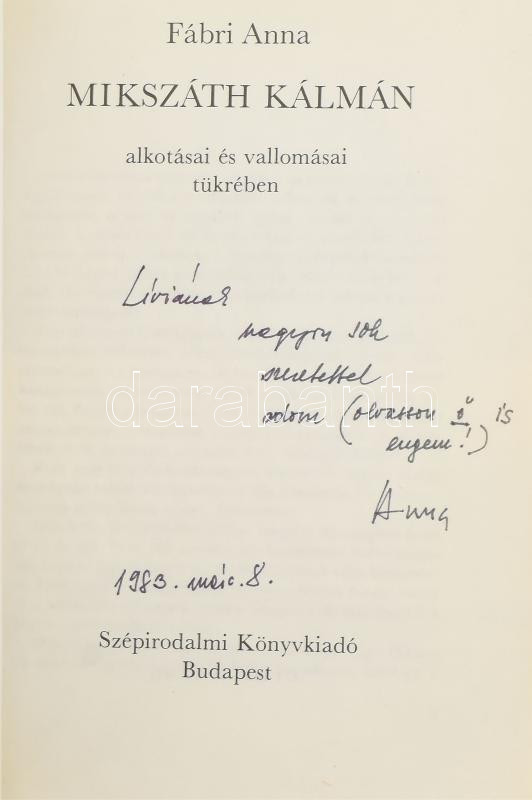 Fábri Anna
MIKSZÁTH KÁLMÁN
alkotásai és vallomásai
tükrében
Líviának
nagyon sok
szeretettel
adom (olvasson ő is
engem!)
Anna
darabanth
1983. márc. 8.
Szépirodalmi Könyvkiadó
Budapest